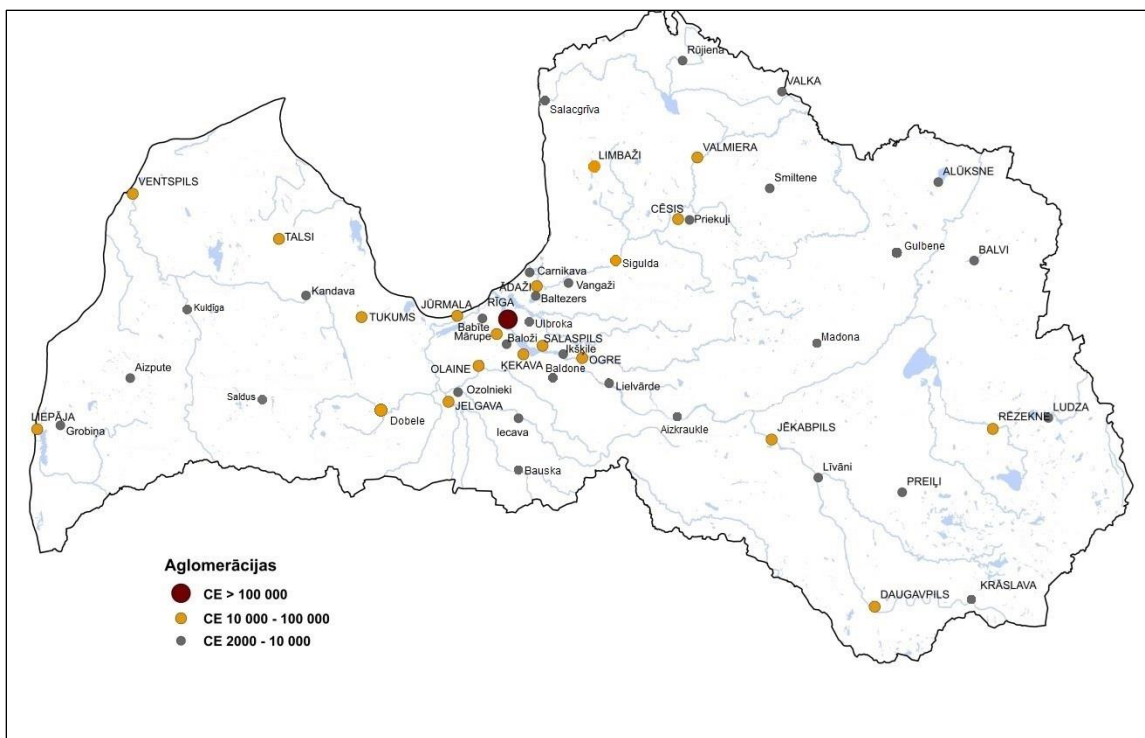 Rūjiena
VALKA
Salacgrīva
VALMIERA
LIMBAŽI
VENTSPILS
Smiltene
ALŪKSNE
CĒSIS
Priekuļi
TALSI
Gulbene
BALVI
Sigulda
Carnikava
Vangaži
ĀDAŽI
Baltezers
Kandava
Kuldīga
JŪRMALA
RĪGA
TUKUMS
Babīte
Ulbroka
Mārupe
Baloži
SALASPILS
Madona
Ikšķile
OGRE
ĶEKAVA
OLAINE
Baldone
Aizpute
Lielvārde
Ozolnieki
Saldus
JELGAVA
Dobele
LIEPĀJA
Grobiņa
Iecava
Aizkraukle
LUDZA
RĒZEKNE
JĒKABPILS
Bauska
Līvāni
PREIĻI
KRĀSLAVA
DAUGAVPILS
Aglomerācijas
CE > 100 000
CE 10 000 - 100 000
CE 2000 - 10 000